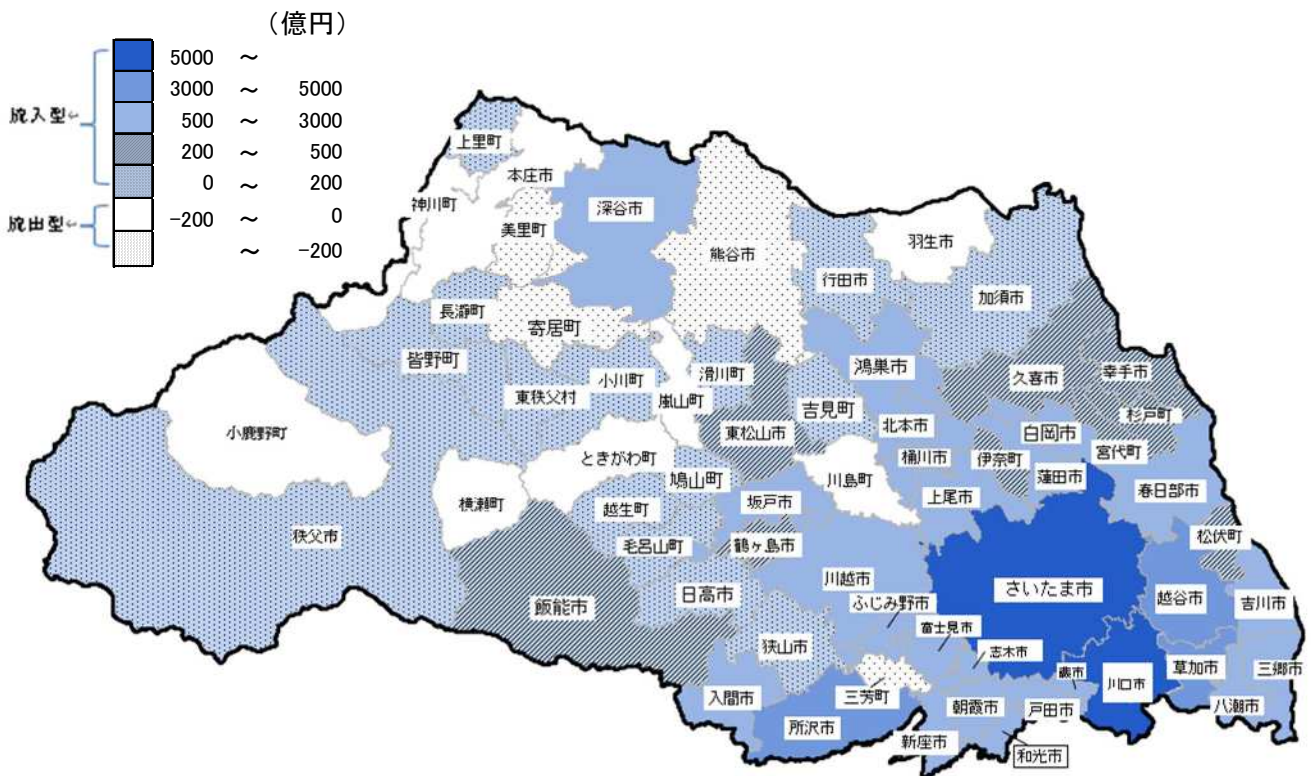 （億円）
5000 ～
3000 ～ 5000
500 ～ 3000
200 ～ 500
0 ～ 200
-200 ～ 0
～ -200
上里町
本庄市
神川町
美里町
深谷市
熊谷市
羽生市
行田市
加須市
長瀞町
寄居町
皆野町
小川町
滑川町
東秩父村
嵐山町
吉見町
鴻巣市
久喜市
幸手市
杉戸町
小鹿野町
東松山市
北本市
白岡市
宮代町
ときがわ町
桶川市
伊奈町
蓮田市
鳩山町
川島町
横瀬町
坂戸市
上尾市
春日部市
秩父市
越生町
毛呂山町
鶴ヶ島市
松伏町
川越市
さいたま市
飯能市
日高市
ふじみ野市
越谷市
吉川市
富士見市
狭山市
志木市
蕨市
川口市
草加市
三郷市
入間市
三芳町
朝霞市
戸田市
八潮市
所沢市
新座市
和光市